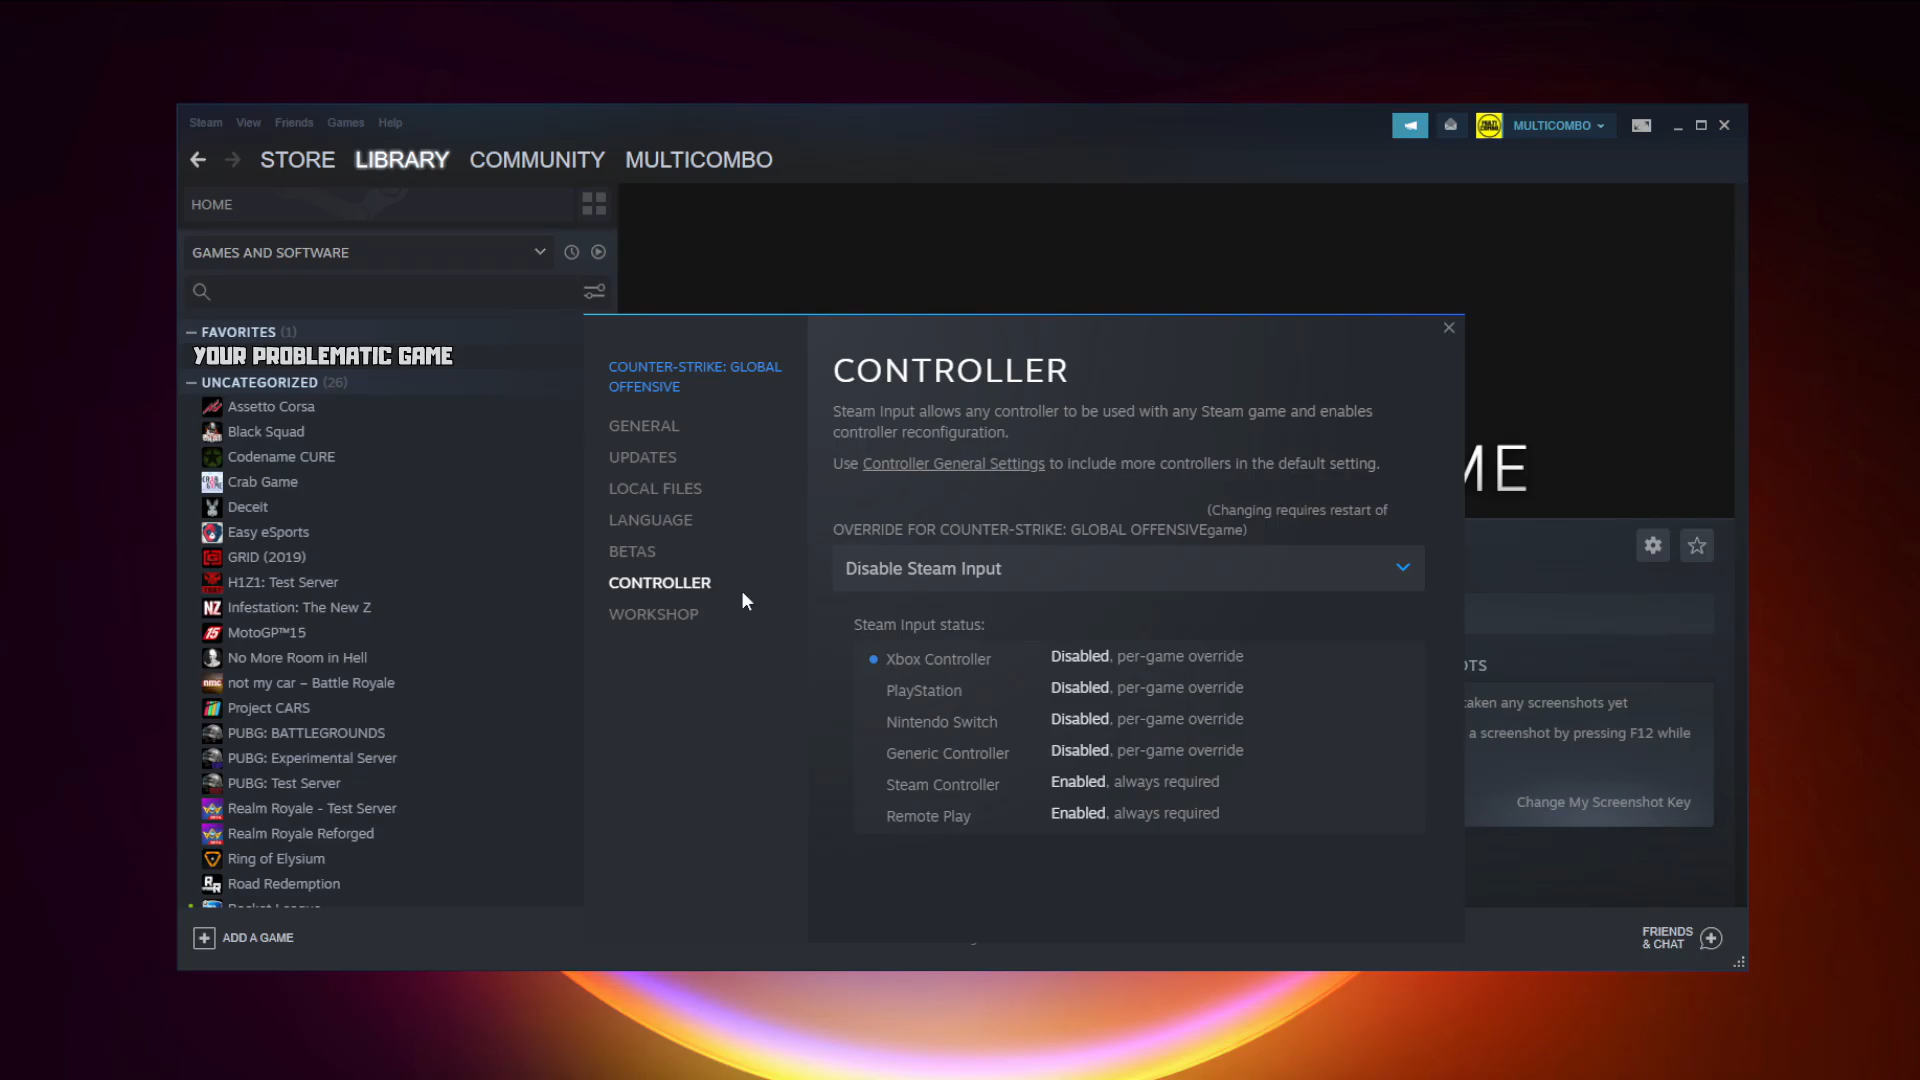 Steam View Friends Games Help
MULTICOMBO
STORE LIBRARY COMMUNITY MULTICOMBO
HOME
GAMES AND SOFTWARE
FAVORITES (1)
YOUR PROBLEMATIC GAME
UNCATEGORIZED (26)
Assetto Corsa
Black Squad
Codename CURE
Crab Game
Deceit
Easy eSports
GRID (2019)
H1Z1: Test Server
Infestation: The New Z
MotoGP™15
No More Room in Hell
not my car – Battle Royale
Project CARS
PUBG: BATTLEGROUNDS
PUBG: Experimental Server
PUBG: Test Server
Realm Royale - Test Server
Realm Royale Reforged
Ring of Elysium
Road Redemption
Rocket League
ADD A GAME
COUNTER-STRIKE: GLOBAL
OFFENSIVE
GENERAL
UPDATES
LOCAL FILES
LANGUAGE
BETAS
CONTROLLER
WORKSHOP
CONTROLLER
Steam Input allows any controller to be used with any Steam game and enables
controller reconfiguration.
Use Controller General Settings to include more controllers in the default setting.
(Changing requires restart of
OVERRIDE FOR COUNTER-STRIKE: GLOBAL OFFENSIVEgame)
Disable Steam Input
Steam Input status:
Xbox Controller Disabled, per-game override
PlayStation Disabled, per-game override
Nintendo Switch Disabled, per-game override
Generic Controller Disabled, per-game override
Steam Controller Enabled, always required
Remote Play Enabled, always required
ME
OTS
taken any screenshots yet
a screenshot by pressing F12 while
Change My Screenshot Key
FRIENDS
& CHAT